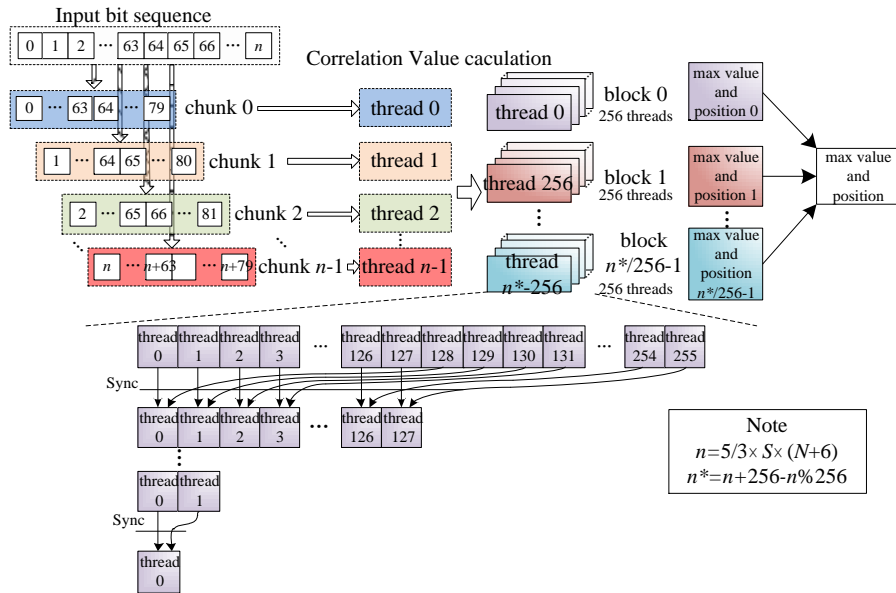 Input bit sequence
0 1 2 ··· 63 64 65 66 ··· n
Correlation Value caculation
0 ··· 63 64 ··· 79
chunk 0
thread 0
1 ··· 64 65 ··· 80
chunk 1
thread 1
2 ··· 65 66 ··· 81
chunk 2
thread 2
n ··· n+63 ··· n+79
chunk n-1
thread n-1
thread 0
block 0
256 threads
max value
and
position 0
thread 256
block 1
256 threads
max value
and
position 1
max value
and
position
thread
n*-256
block
n*/256-1
256 threads
max value
and
position
n*/256-1
thread thread thread thread thread thread thread thread thread thread thread thread
0 1 2 3 ··· 126 127 128 129 130 131 ··· 254 255
Sync
thread thread thread thread thread thread
0 1 2 3 ··· 126 127
thread thread
0 1
Sync
thread
0
Note
n=5/3× S× (N+6)
n*=n+256-n%256